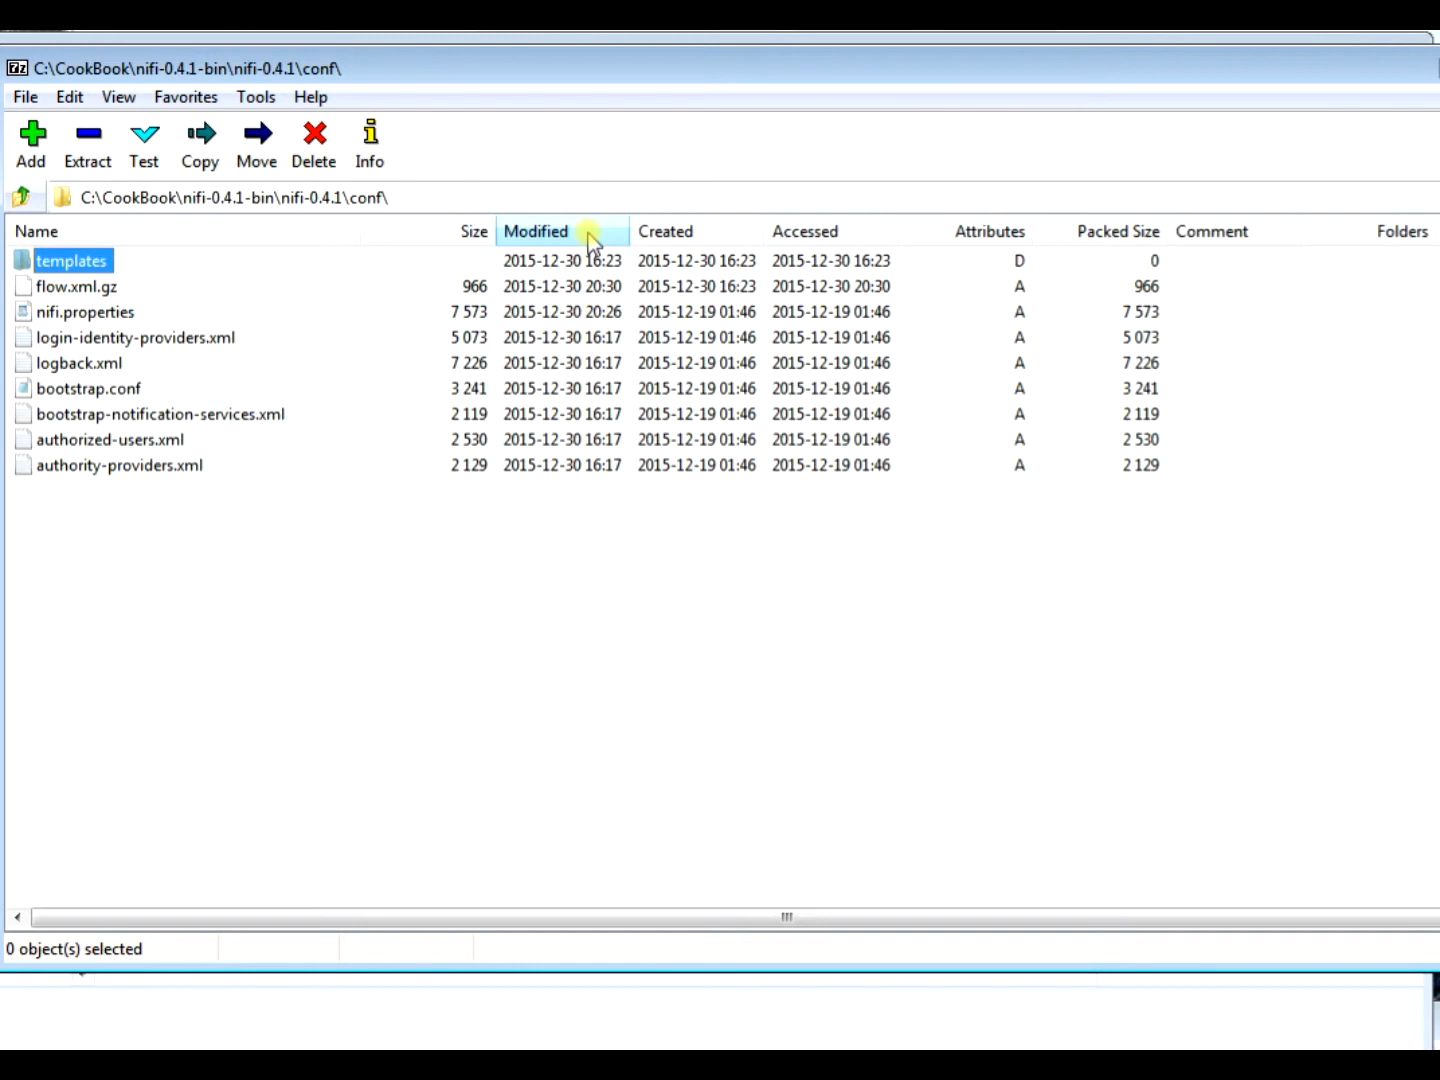 C:\CookBook\nifi-0.4.1-bin\nifi-0.4.1\conf\
File Edit View Favorites Tools Help
Add Extract Test Copy Move Delete Info
C:\CookBook\nifi-0.4.1-bin\nifi-0.4.1\conf\
Name Size Modified Created Accessed Attributes Packed Size Comment Folders
templates 2015-12-30 16:23 2015-12-30 16:23 2015-12-30 16:23 D 0
flow.xml.gz 966 2015-12-30 20:30 2015-12-30 16:23 2015-12-30 20:30 A 966
nifi.properties 7 573 2015-12-30 20:26 2015-12-19 01:46 2015-12-19 01:46 A 7 573
login-identity-providers.xml 5 073 2015-12-30 16:17 2015-12-19 01:46 2015-12-19 01:46 A 5 073
logback.xml 7 226 2015-12-30 16:17 2015-12-19 01:46 2015-12-19 01:46 A 7 226
bootstrap.conf 3 241 2015-12-30 16:17 2015-12-19 01:46 2015-12-19 01:46 A 3 241
bootstrap-notification-services.xml 2 119 2015-12-30 16:17 2015-12-19 01:46 2015-12-19 01:46 A 2 119
authorized-users.xml 2 530 2015-12-30 16:17 2015-12-19 01:46 2015-12-19 01:46 A 2 530
authority-providers.xml 2 129 2015-12-30 16:17 2015-12-19 01:46 2015-12-19 01:46 A 2 129
0 object(s) selected